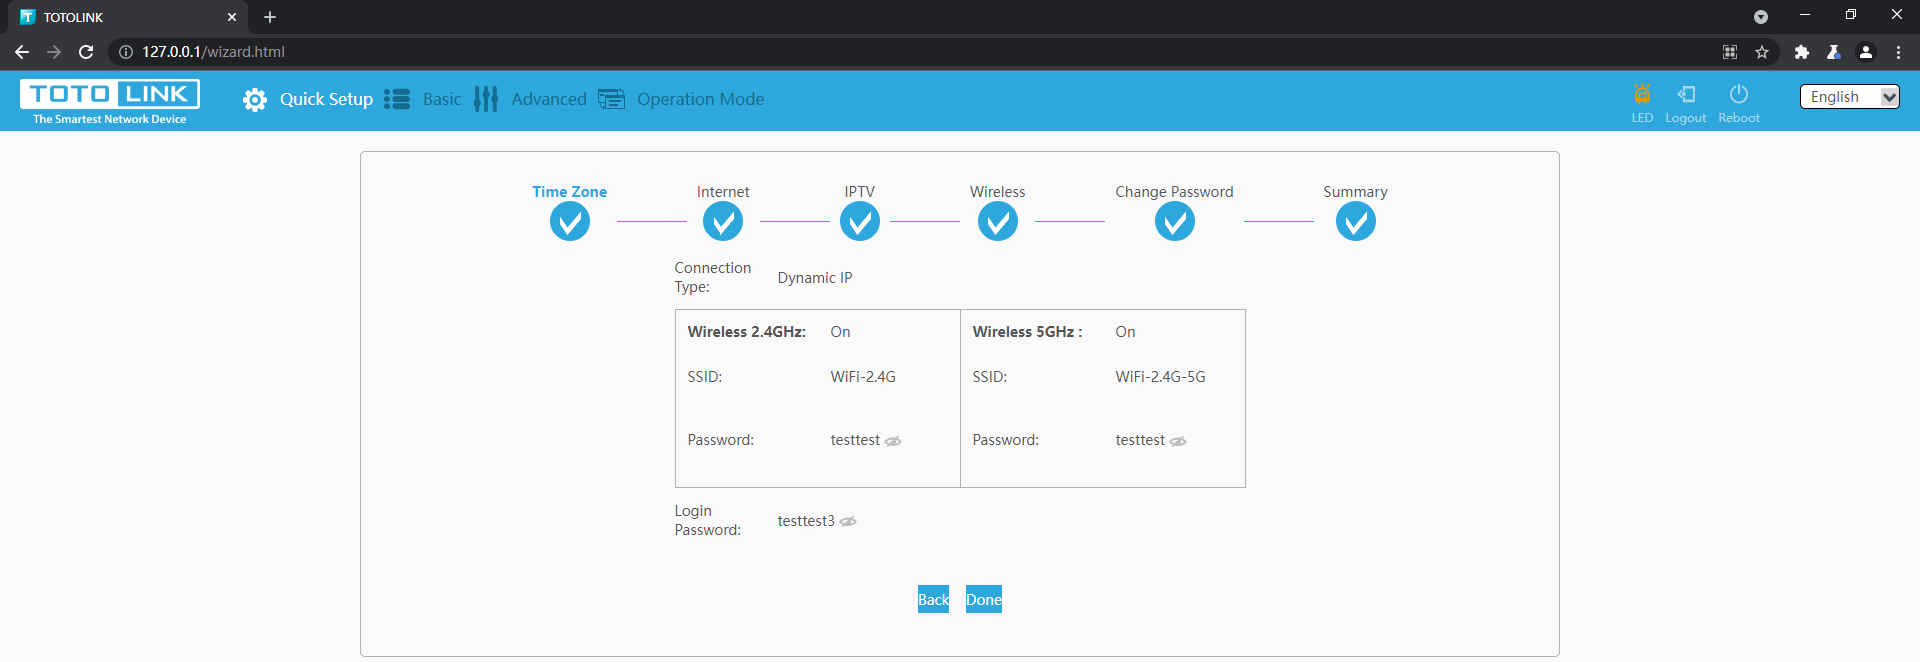 TOTOLINK
127.0.0.1/wizard.html
TOTO LINK
The Smartest Network Device
Quick Setup Basic Advanced Operation Mode
LED Logout Reboot
English
Time Zone Internet IPTV Wireless Change Password Summary
Connection Type: Dynamic IP
Wireless 2.4GHz: On Wireless 5GHz : On
SSID: WiFi-2.4G SSID: WiFi-2.4G-5G
Password: testtest Password: testtest
Login Password: testtest3
Back Done